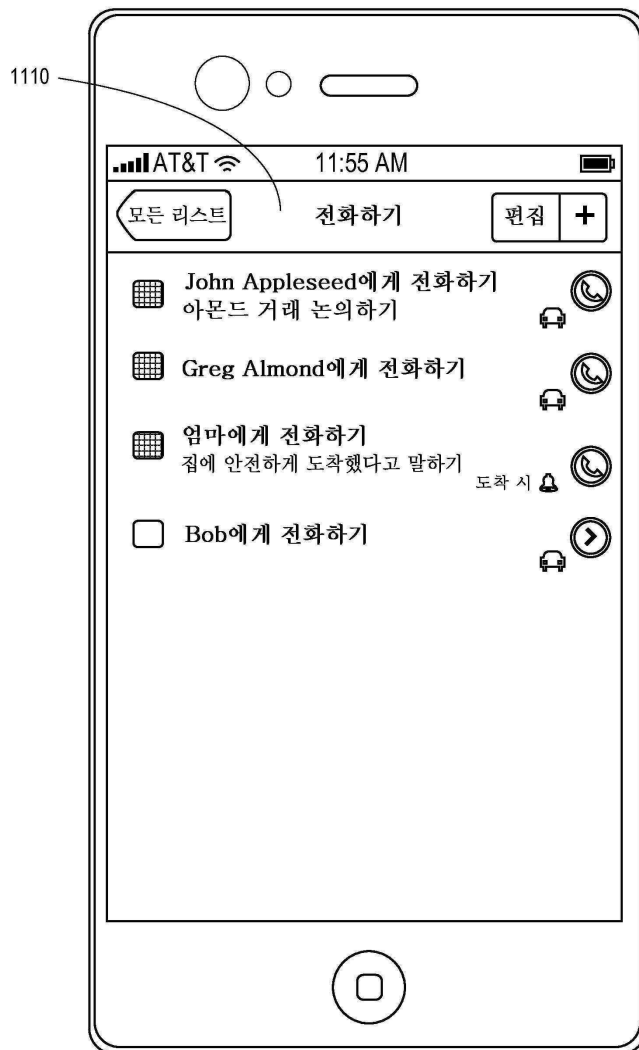 1110
AT&T 11:55 AM
모든 리스트 전화하기 편집 +
John Appleseed에게 전화하기
아몬드 거래 논의하기
Greg Almond에게 전화하기
엄마에게 전화하기
집에 안전하게 도착했다고 말하기
도착 시
Bob에게 전화하기